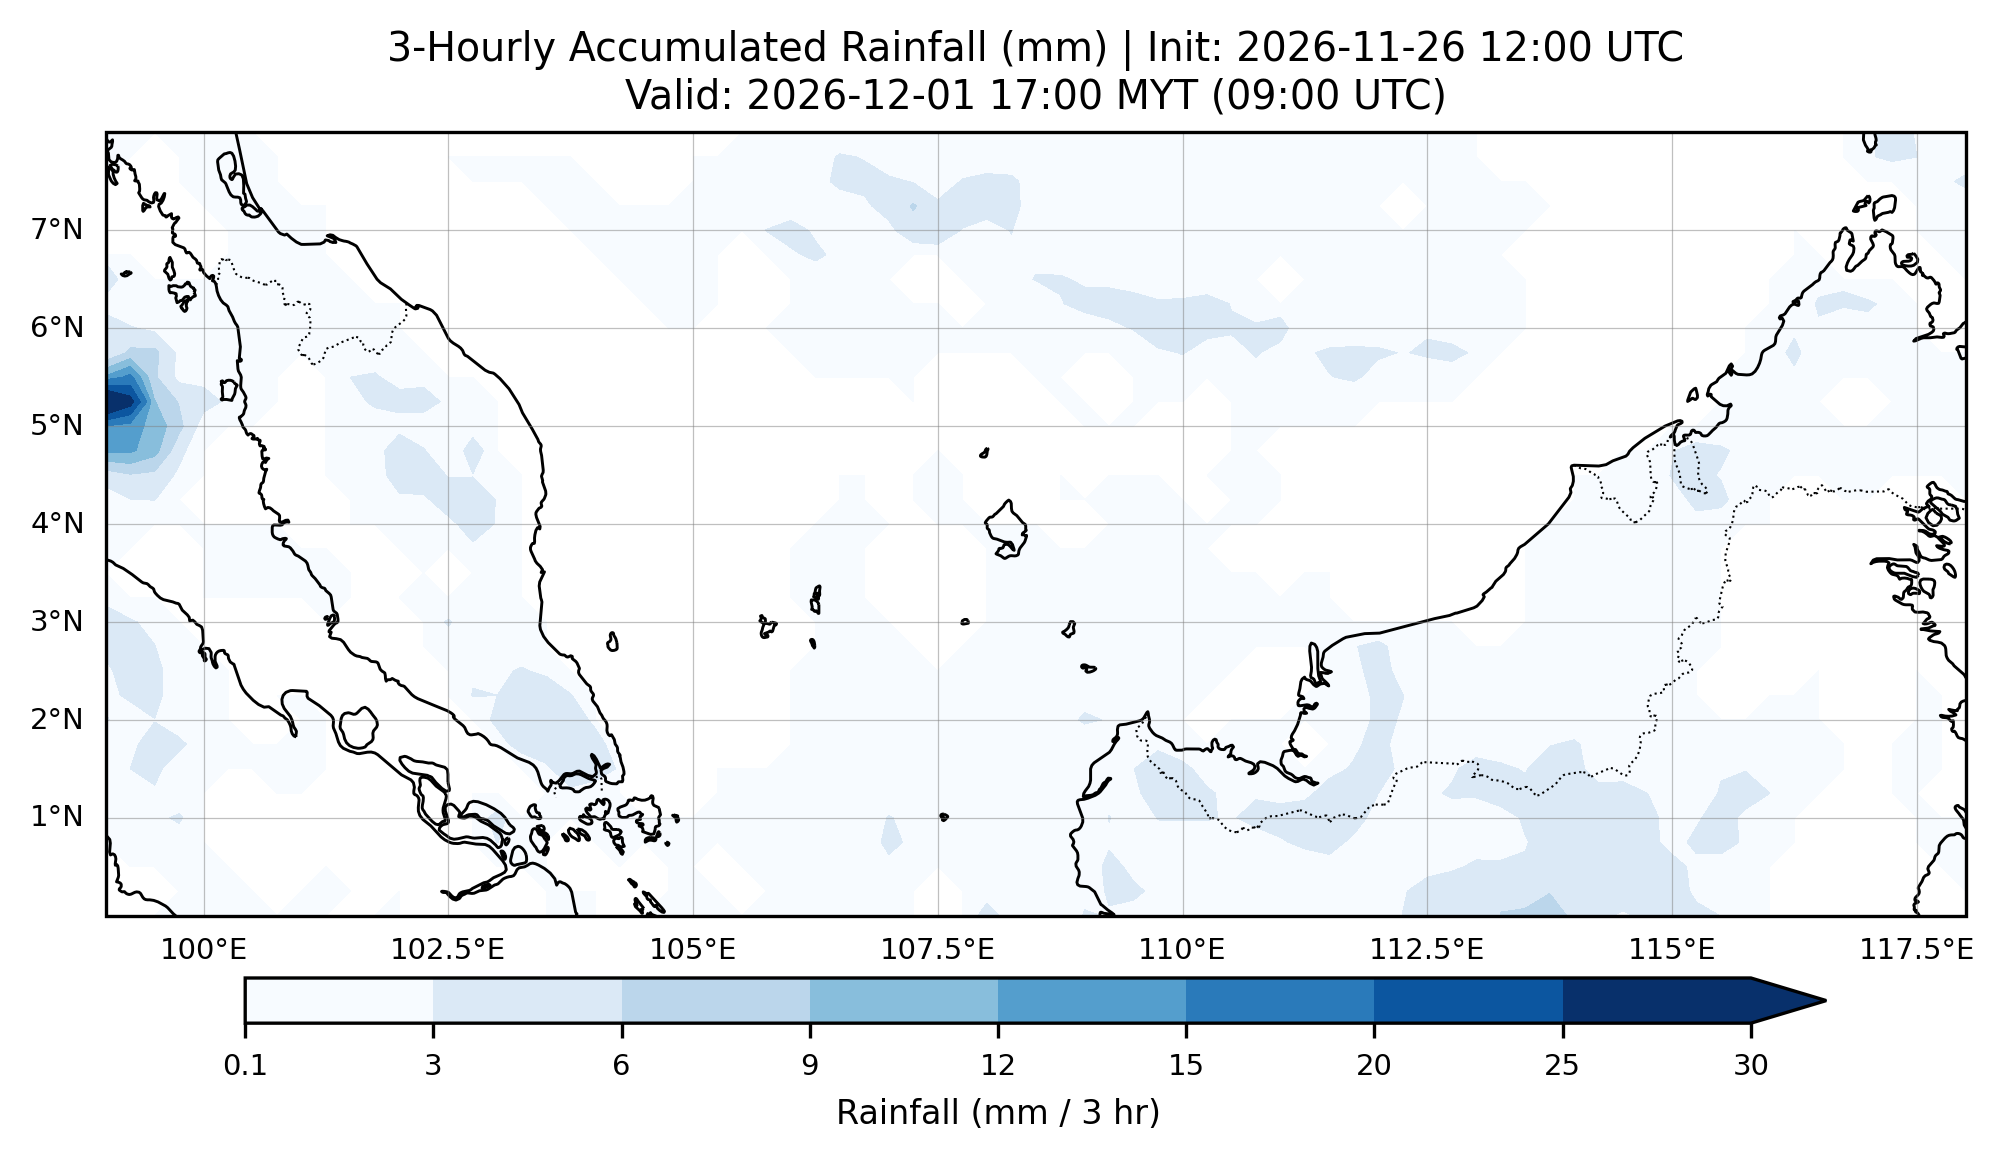 3-Hourly Accumulated Rainfall (mm) | Init: 2026-11-26 12:00 UTC
Valid: 2026-12-01 17:00 MYT (09:00 UTC)
7°N
6°N
5°N
4°N
3°N
2°N
1°N
100°E 102.5°E 105°E 107.5°E 110°E 112.5°E 115°E 117.5°E
0.1 3 6 9 12 15 20 25 30
Rainfall (mm / 3 hr)